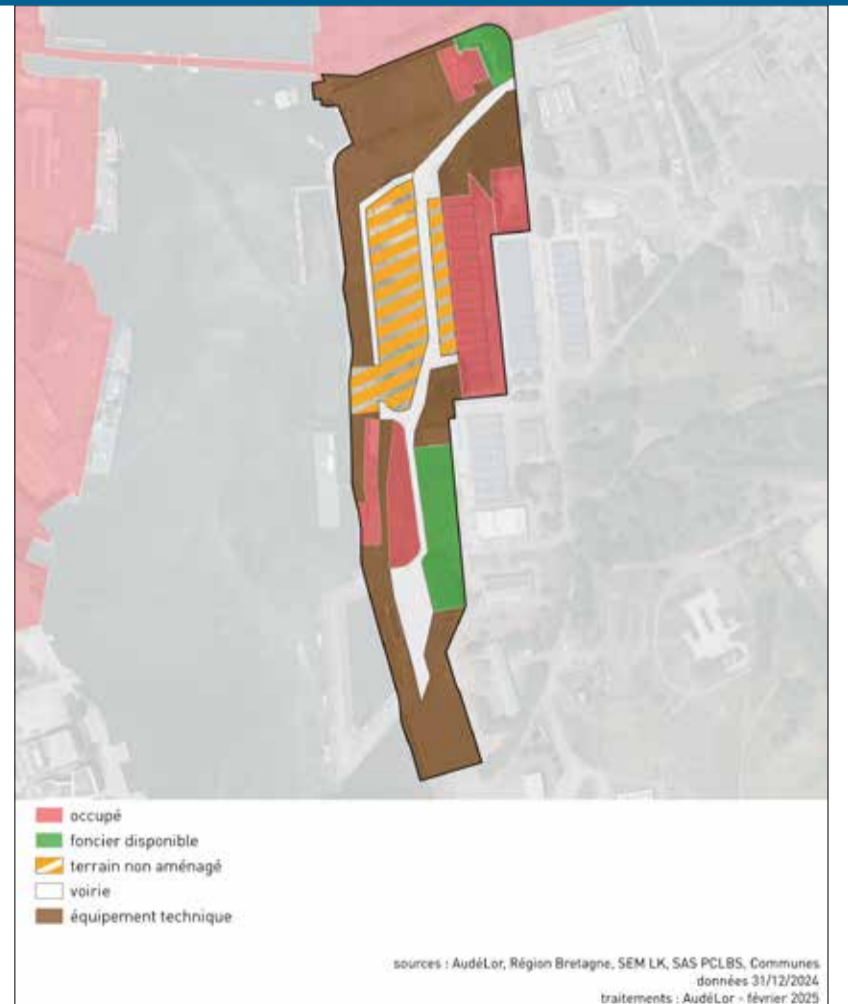 occupé
foncier disponible
terrain non aménagé
voirie
équipement technique
sources : AudéLor, Région Bretagne, SEM LK, SAS PCLBS, Communes
données 31/12/2024
traitements : AudéLor - février 2025